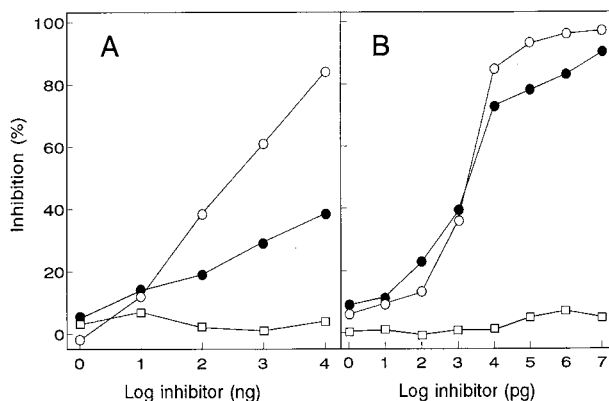 A
B
100
80
60
40
20
0
Inhibition (%)
0 1 2 3 4
0 1 2 3 4 5 6 7
Log inhibitor (ng)
Log inhibitor (pg)